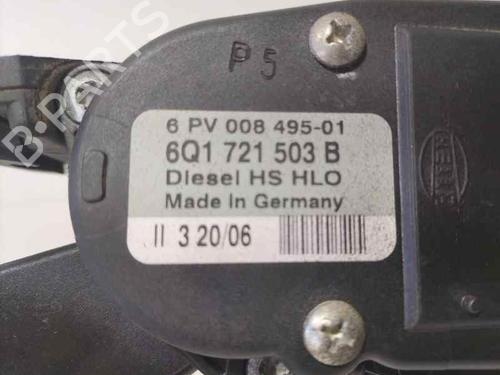 P5
B-PARTS
6 PV 008 495-01
6Q1 721 503 B
Diesel HS HLO
Made in Germany
II 3 20/06
HELLA